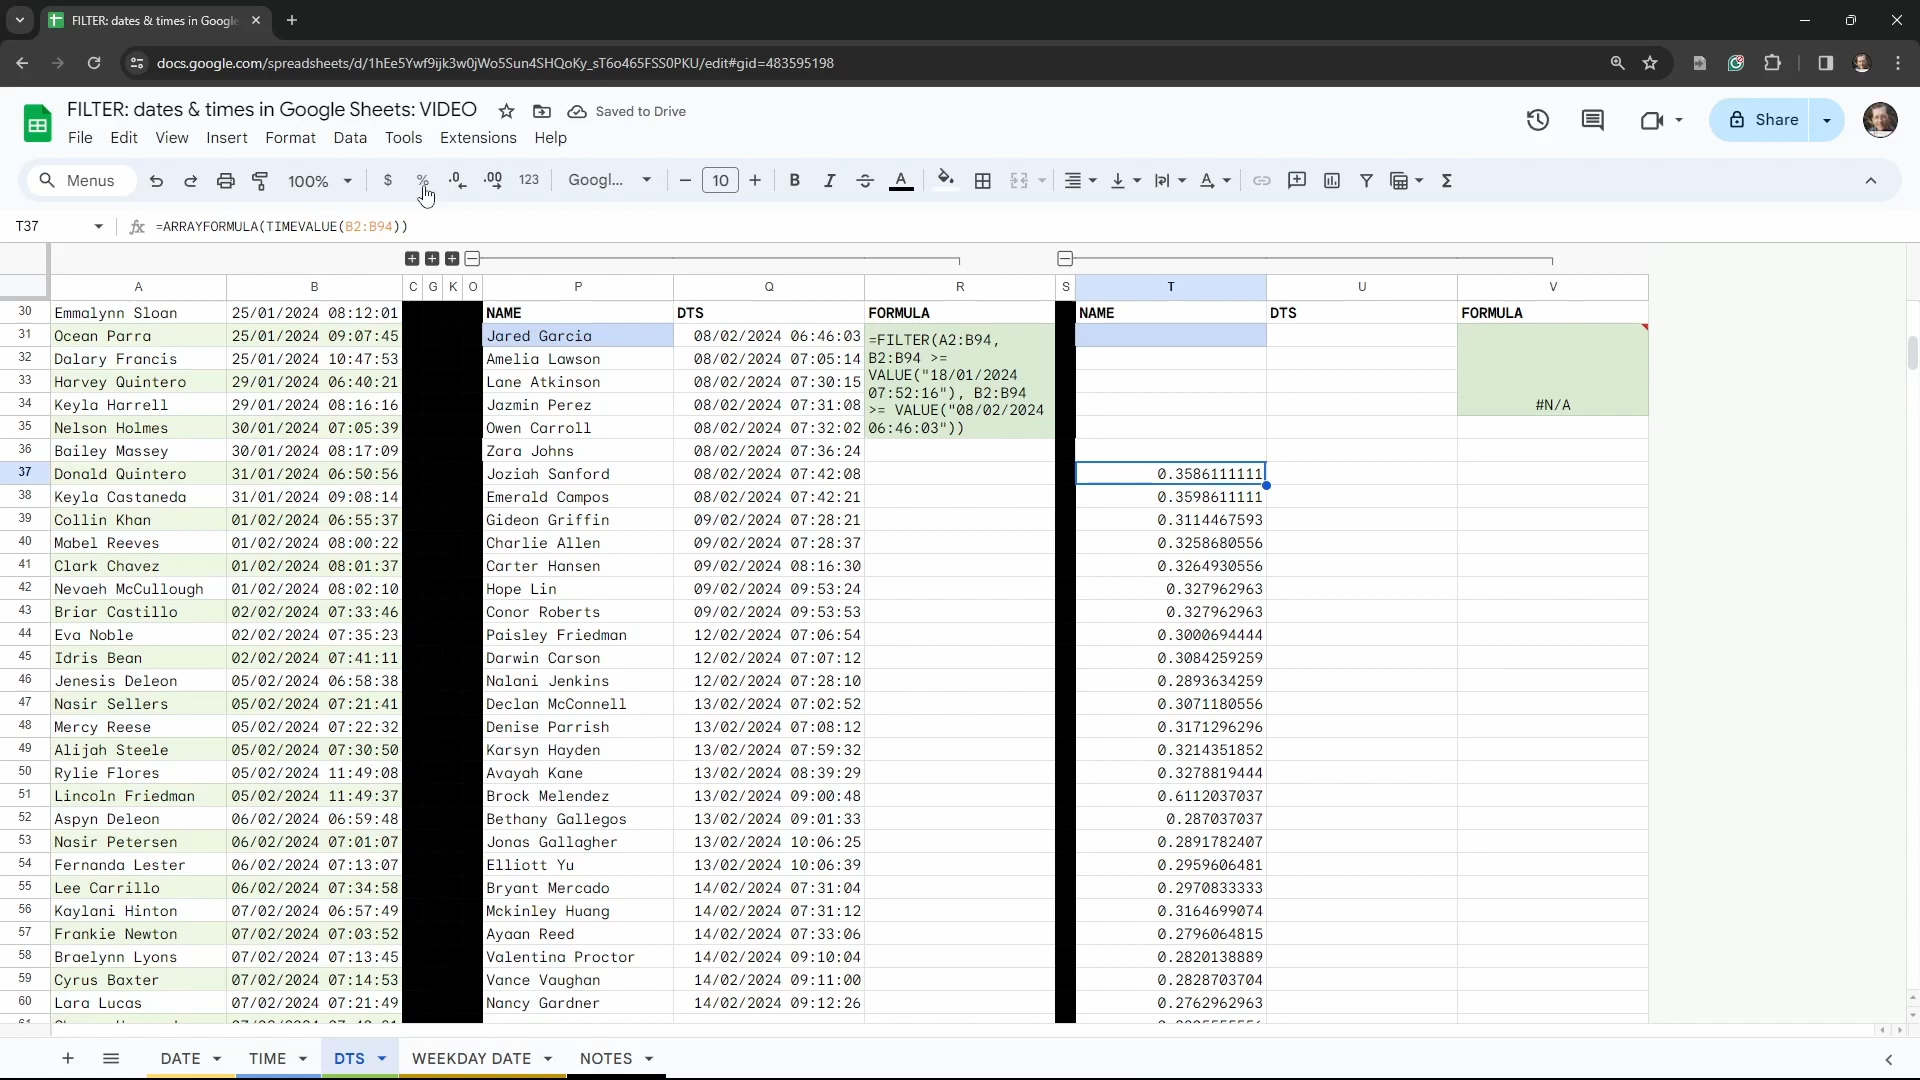 FILTER: dates & times in Google
docs.google.com/spreadsheets/d/1hEe5Ywf9ijk3w0jWo5Sun4SHQoKy_sT6o465FSS0PKU/edit#gid=483595198
FILTER: dates & times in Google Sheets: VIDEO
Saved to Drive
File Edit View Insert Format Data Tools Extensions Help
Share
Menus 100% $ % .0 .00 123 Googl... 10 B I A
T37 =ARRAYFORMULA(TIMEVALUE(B2:B94))
A B C G K O P Q R S T U V
30 Emmalynn Sloan 25/01/2024 08:12:01 NAME DTS FORMULA NAME DTS FORMULA
31 Ocean Parra 25/01/2024 09:07:45 Jared Garcia 08/02/2024 06:46:03 =FILTER(A2:B94,
32 Dalary Francis 25/01/2024 10:47:53 Amelia Lawson 08/02/2024 07:05:14 B2:B94 >=
33 Harvey Quintero 29/01/2024 06:40:21 Lane Atkinson 08/02/2024 07:30:15 VALUE("18/01/2024
34 Keyla Harrell 29/01/2024 08:16:16 Jazmin Perez 08/02/2024 07:31:08 07:52:16"), B2:B94 #N/A
>= VALUE("08/02/2024
35 Nelson Holmes 30/01/2024 07:05:39 Owen Carroll 08/02/2024 07:32:02 06:46:03"))
36 Bailey Massey 30/01/2024 08:17:09 Zara Johns 08/02/2024 07:36:24
37 Donald Quintero 31/01/2024 06:50:56 Joziah Sanford 08/02/2024 07:42:08 0.3586111111
38 Keyla Castaneda 31/01/2024 09:08:14 Emerald Campos 08/02/2024 07:42:21 0.3598611111
39 Collin Khan 01/02/2024 06:55:37 Gideon Griffin 09/02/2024 07:28:21 0.3114467593
40 Mabel Reeves 01/02/2024 08:00:22 Charlie Allen 09/02/2024 07:28:37 0.3258680556
41 Clark Chavez 01/02/2024 08:01:37 Carter Hansen 09/02/2024 08:16:30 0.3264930556
42 Nevaeh McCullough 01/02/2024 08:02:10 Hope Lin 09/02/2024 09:53:24 0.327962963
43 Briar Castillo 02/02/2024 07:33:46 Conor Roberts 09/02/2024 09:53:53 0.327962963
44 Eva Noble 02/02/2024 07:35:23 Paisley Friedman 12/02/2024 07:06:54 0.3000694444
45 Idris Bean 02/02/2024 07:41:11 Darwin Carson 12/02/2024 07:07:12 0.3084259259
46 Jenesis Deleon 05/02/2024 06:58:38 Nalani Jenkins 12/02/2024 07:28:10 0.2893634259
47 Nasir Sellers 05/02/2024 07:21:41 Declan McConnell 13/02/2024 07:02:52 0.3071180556
48 Mercy Reese 05/02/2024 07:22:32 Denise Parrish 13/02/2024 07:08:12 0.3171296296
49 Alijah Steele 05/02/2024 07:30:50 Karsyn Hayden 13/02/2024 07:59:32 0.3214351852
50 Rylie Flores 05/02/2024 11:49:08 Avayah Kane 13/02/2024 08:39:29 0.3278819444
51 Lincoln Friedman 05/02/2024 11:49:37 Brock Melendez 13/02/2024 09:00:48 0.6112037037
52 Aspyn Deleon 06/02/2024 06:59:48 Bethany Gallegos 13/02/2024 09:01:33 0.287037037
53 Nasir Petersen 06/02/2024 07:01:07 Jonas Gallagher 13/02/2024 10:06:25 0.2891782407
54 Fernanda Lester 06/02/2024 07:13:07 Elliott Yu 13/02/2024 10:06:39 0.2959606481
55 Lee Carrillo 06/02/2024 07:34:58 Bryant Mercado 14/02/2024 07:31:04 0.2970833333
56 Kaylani Hinton 07/02/2024 06:57:49 Mckinley Huang 14/02/2024 07:31:12 0.3164699074
57 Frankie Newton 07/02/2024 07:03:52 Ayaan Reed 14/02/2024 07:33:06 0.2796064815
58 Braelynn Lyons 07/02/2024 07:13:45 Valentina Proctor 14/02/2024 09:10:04 0.2820138889
59 Cyrus Baxter 07/02/2024 07:14:53 Vance Vaughan 14/02/2024 09:11:00 0.2828703704
60 Lara Lucas 07/02/2024 07:21:49 Nancy Gardner 14/02/2024 09:12:26 0.2762962963
DATE TIME DTS WEEKDAY DATE NOTES